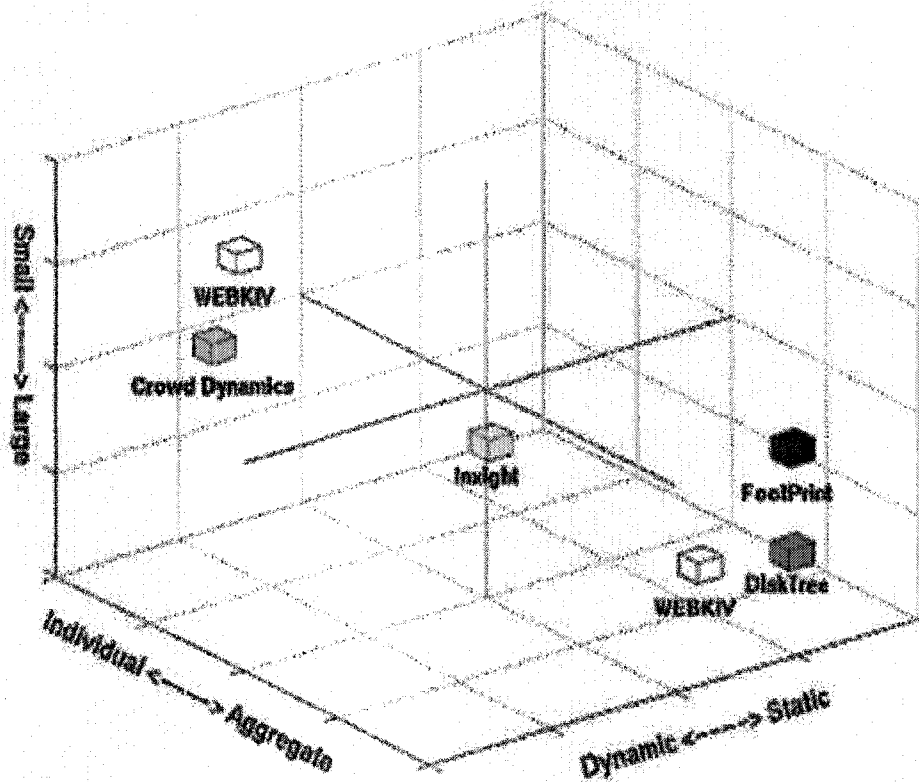 Small <-----> Large
WEBKIV
Crowd Dynamics
Inxight
FootPrint
DiskTree
WEBKIV
Individual <-----> Aggregate
Dynamic <-----> Static